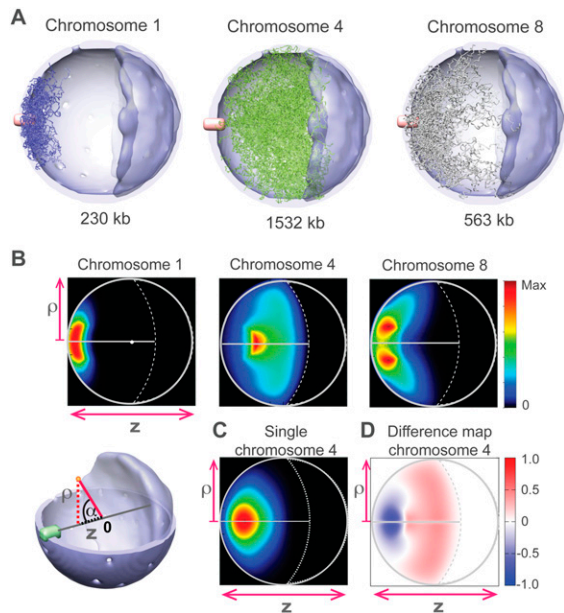 A
Chromosome 1
Chromosome 4
Chromosome 8
230 kb
1532 kb
563 kb
B
Chromosome 1
Chromosome 4
Chromosome 8
Max
0
ρ
z
ρ
α
z
0
C
Single
chromosome 4
ρ
z
D
Difference map
chromosome 4
ρ
z
1.0
0.5
0
-0.5
-1.0